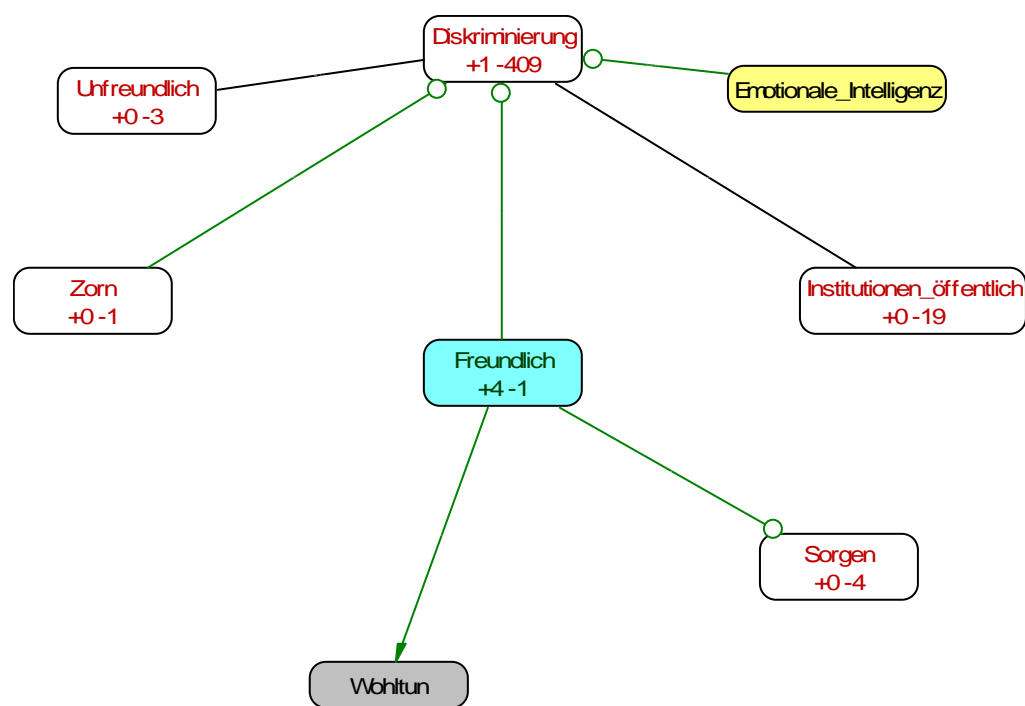 Diskriminierung
+1 -409
Unfreundlich
+0 -3
Emotionale_Intelligenz
Zorn
+0 -1
Institutionen_öffentlich
+0 -19
Freundlich
+4 -1
Sorgen
+0 -4
Wohltun